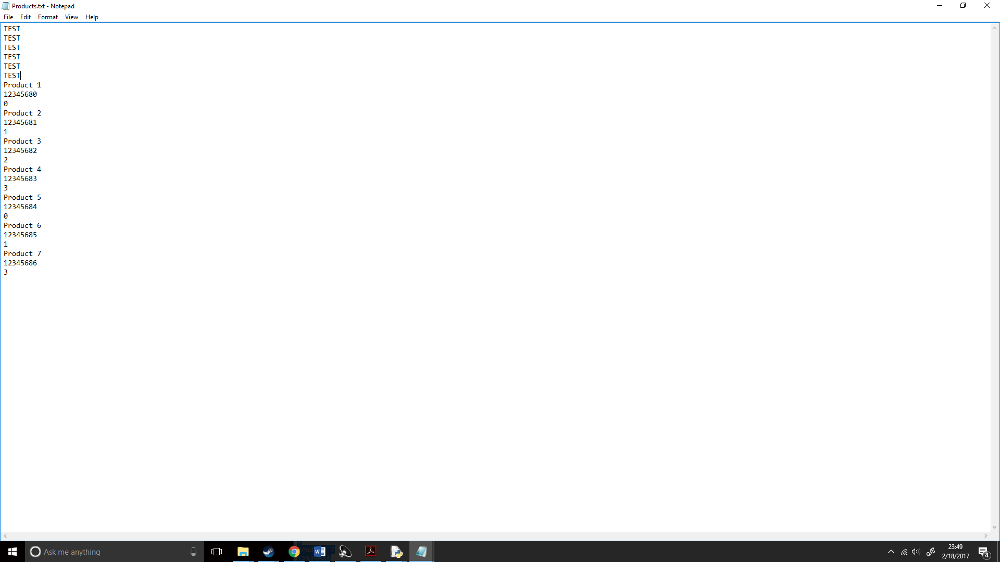 Products.txt - Notepad
File Edit Format View Help
TEST
TEST
TEST
TEST
TEST
TEST
Product 1
12345680
0
Product 2
12345681
1
Product 3
12345682
2
Product 4
12345683
3
Product 5
12345684
0
Product 6
12345685
1
Product 7
12345686
3
Ask me anything
23:49
2/18/2017
4